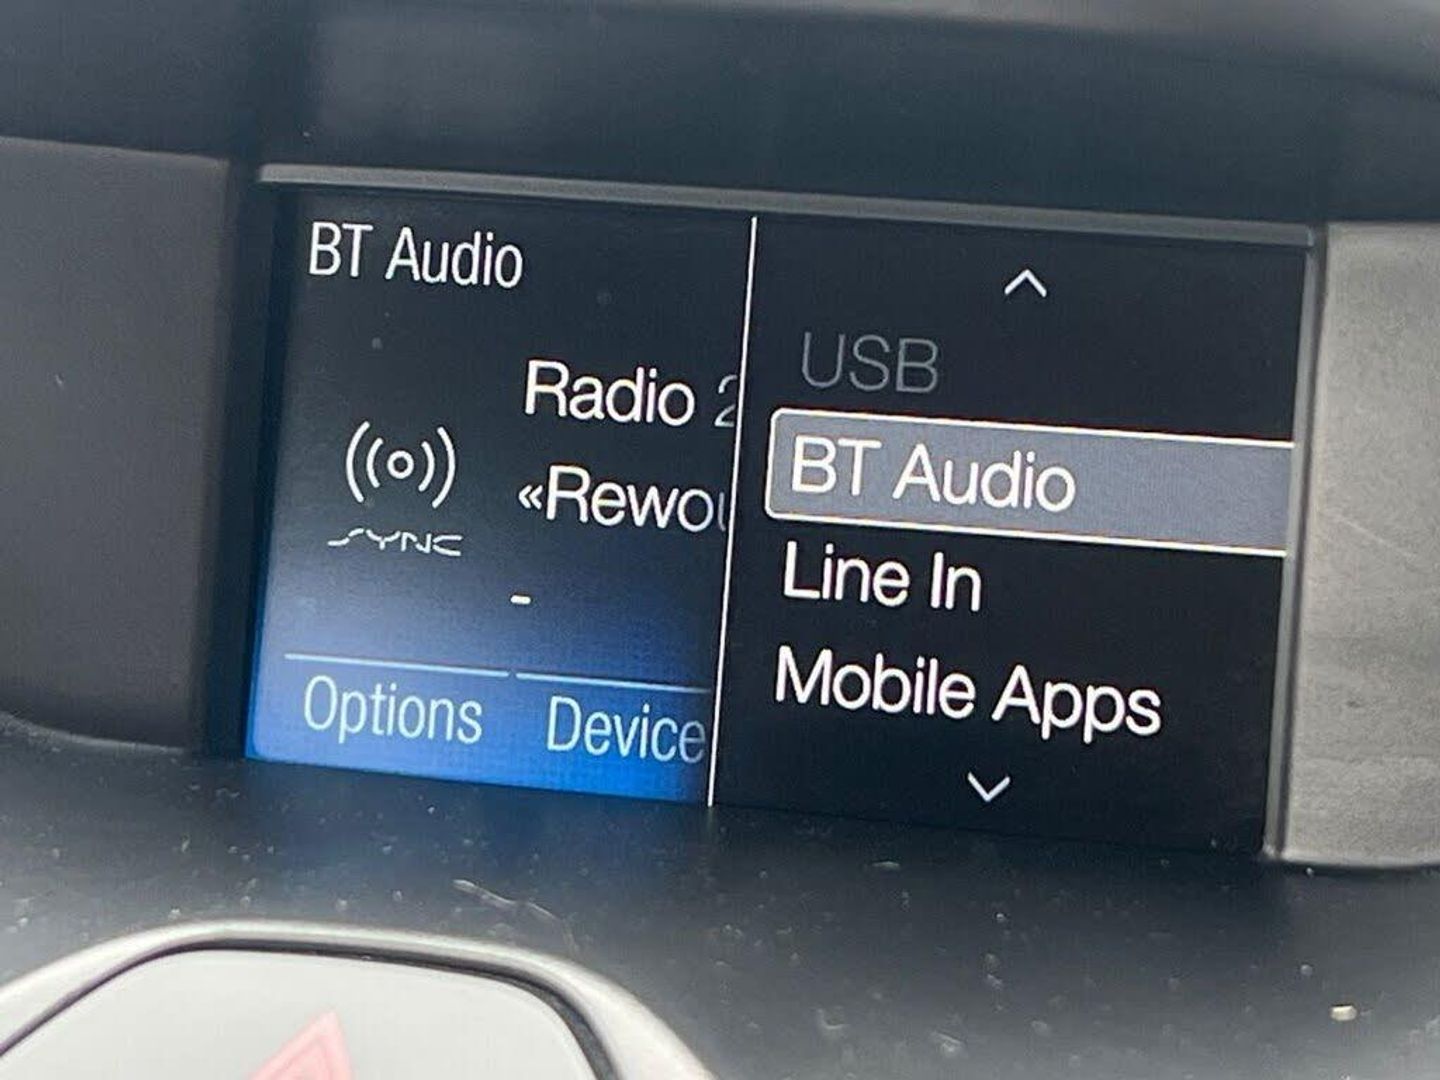 BT Audio
Radio 2
«Rewou
SYNC
-
Options
Device
USB
BT Audio
Line In
Mobile Apps